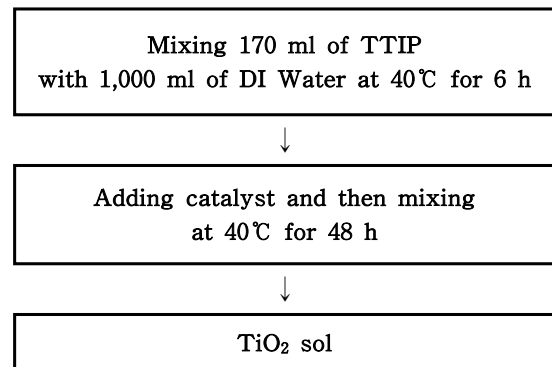 Mixing 170 ml of TTIP
with 1,000 ml of DI Water at 40℃ for 6 h
↓
Adding catalyst and then mixing
at 40℃ for 48 h
↓
TiO₂ sol